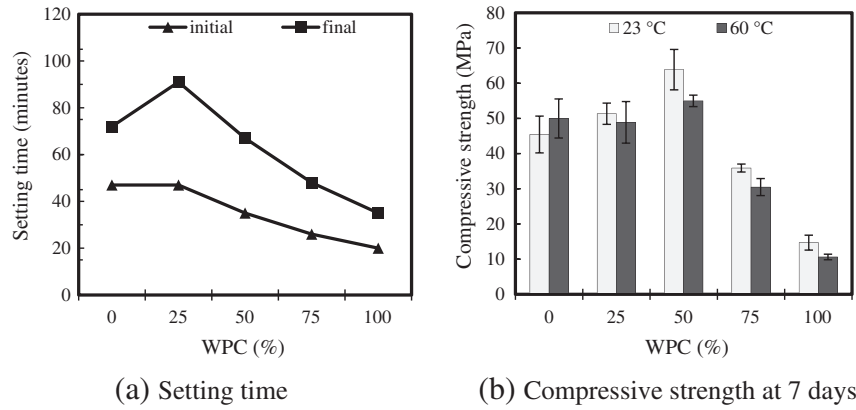 120
100
80
60
40
20
0
Setting time (minutes)
initial
final
0 25 50 75 100
WPC (%)
(a) Setting time
80
70
60
50
40
30
20
10
0
Compressive strength (MPa)
23 °C
60 °C
0 25 50 75 100
WPC (%)
(b) Compressive strength at 7 days